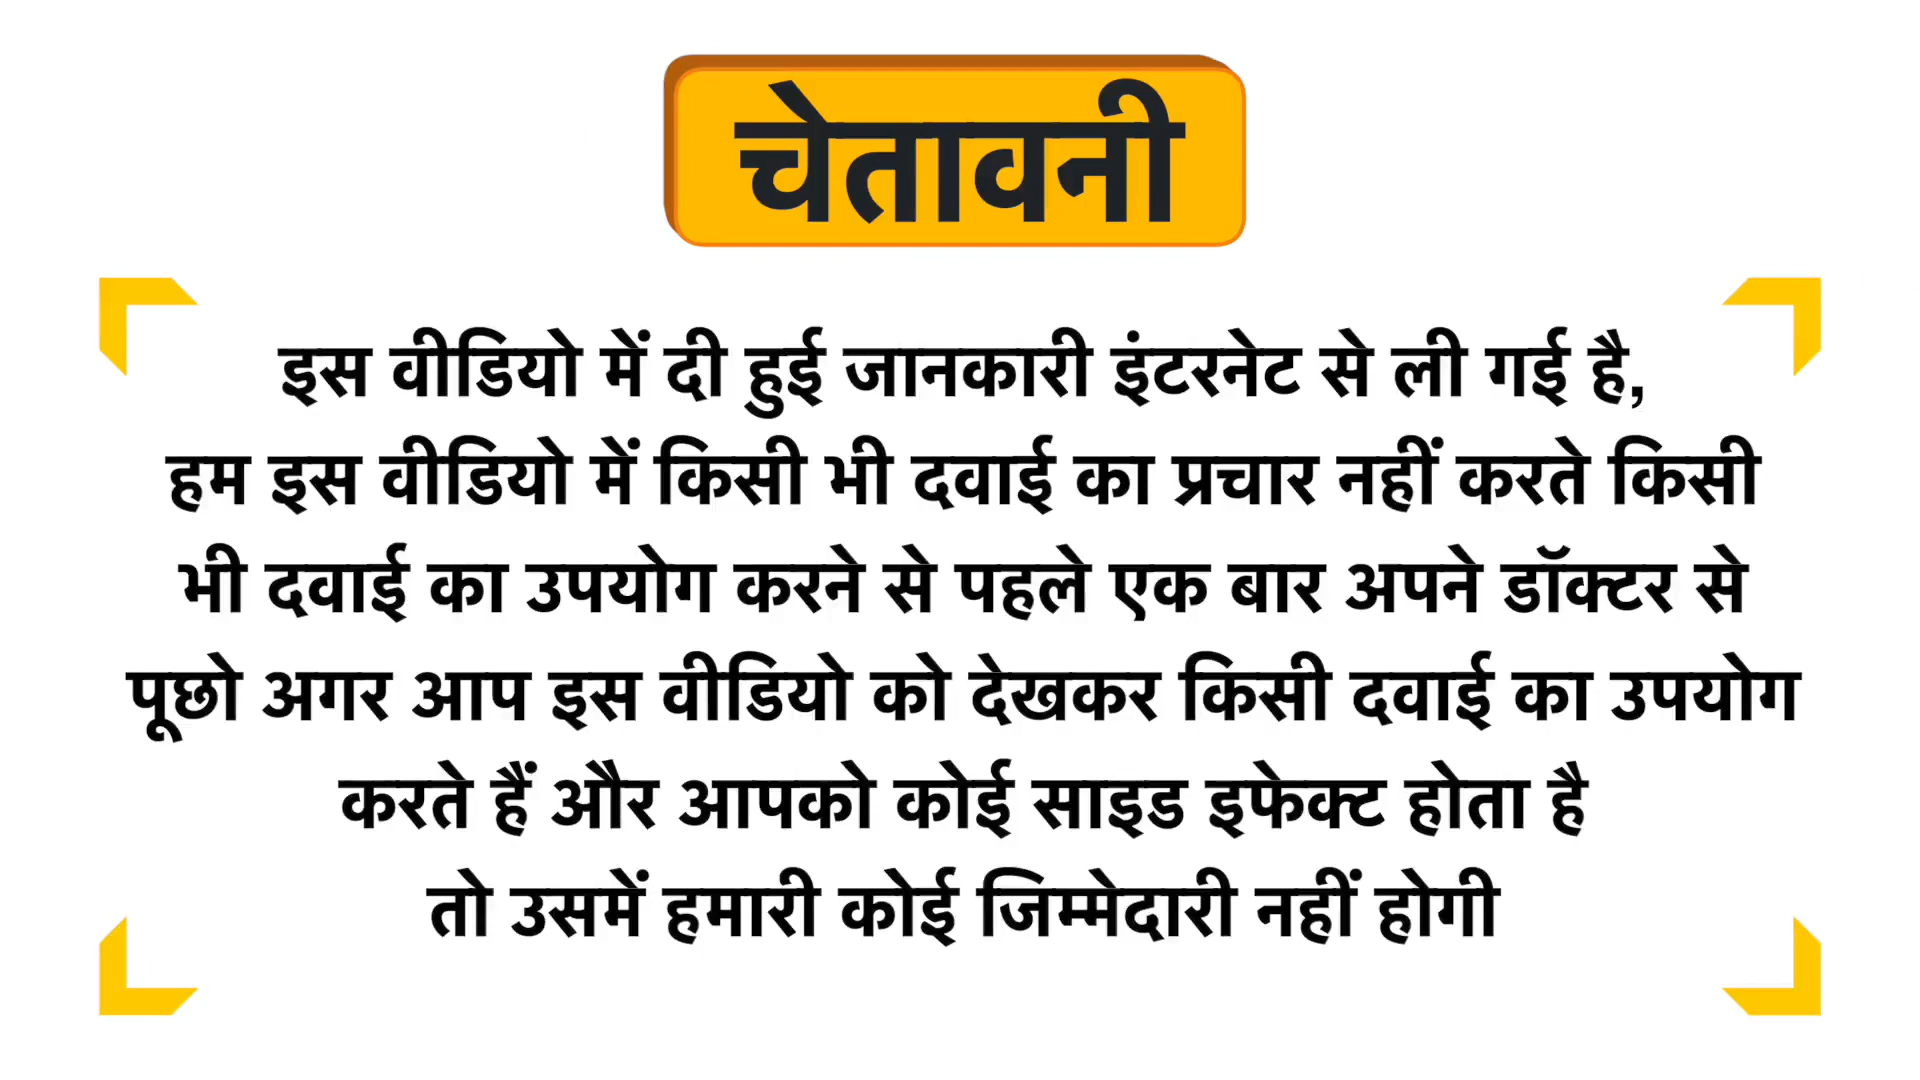 चेतावनी
इस वीडियो में दी हुई जानकारी इंटरनेट से ली गई है,
हम इस वीडियो में किसी भी दवाई का प्रचार नहीं करते किसी
भी दवाई का उपयोग करने से पहले एक बार अपने डॉक्टर से
पूछो अगर आप इस वीडियो को देखकर किसी दवाई का उपयोग
करते हैं और आपको कोई साइड इफेक्ट होता है
तो उसमें हमारी कोई जिम्मेदारी नहीं होगी